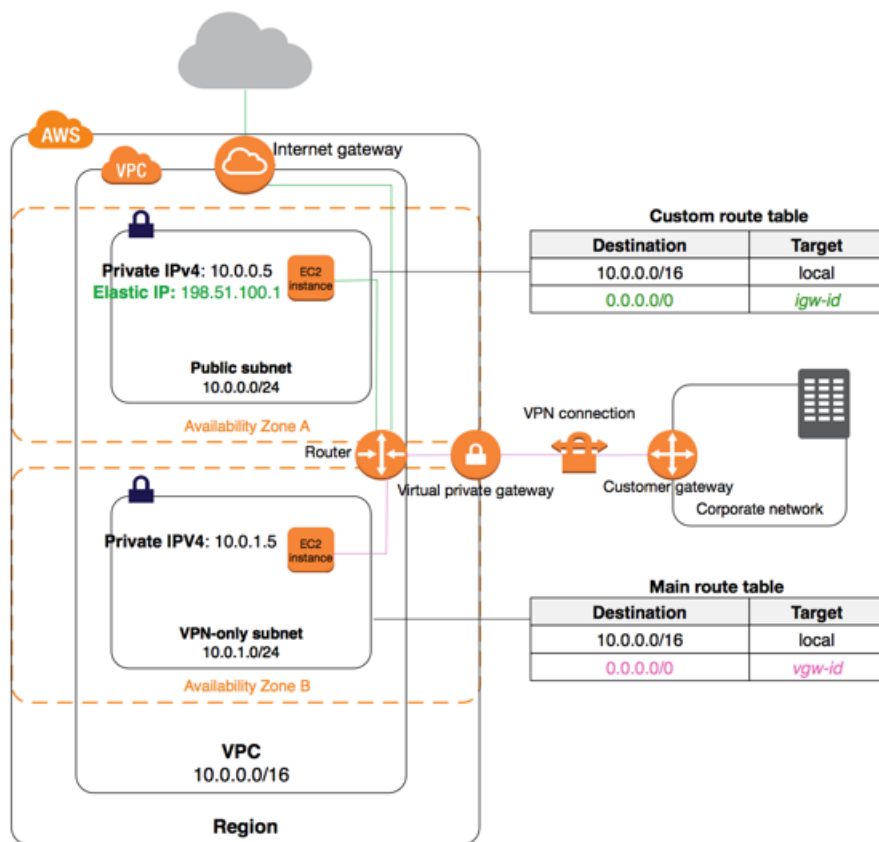 AWS
Internet gateway
VPC
Private IPv4: 10.0.0.5
Elastic IP: 198.51.100.1
EC2
instance
Public subnet
10.0.0.0/24
Availability Zone A
Custom route table
Destination Target
10.0.0.0/16 local
0.0.0.0/0 igw-id
Router
Virtual private gateway
VPN connection
Customer gateway
Corporate network
Private IPV4: 10.0.1.5
EC2
instance
VPN-only subnet
10.0.1.0/24
Availability Zone B
Main route table
Destination Target
10.0.0.0/16 local
0.0.0.0/0 vgw-id
VPC
10.0.0.0/16
Region